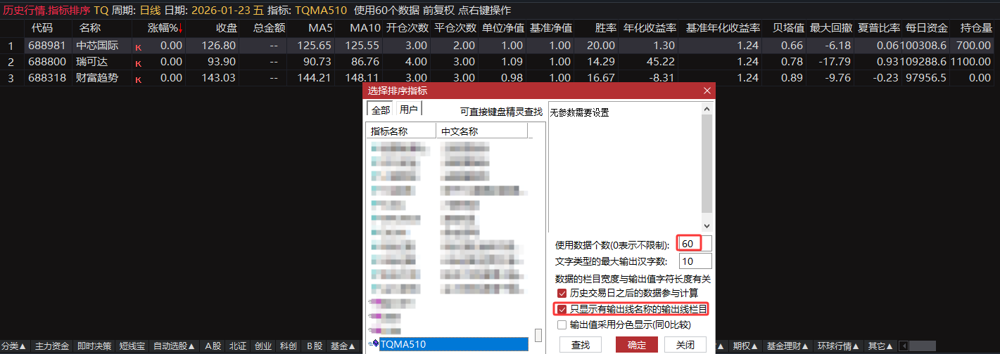 历史行情.指标排序 TQ 周期: 日线 日期: 2026-01-23 五 指标: TQMA510 使用60个数据 前复权 点右键操作
代码 名称 涨幅%↓ 收盘 总金额 MA5 MA10 开仓次数 平仓次数 单位净值 基准净值 胜率 年化收益率 基准年化收益率 贝塔值 最大回撤 夏普比率 每日资金 持仓量
1 688981 中芯国际 K 0.00 126.80 -- 125.65 125.55 3.00 2.00 1.00 1.00 20.00 1.30 1.24 0.66 -6.18 0.06 100308.6 700.00
2 688800 瑞可达 K 0.00 93.90 -- 90.73 86.76 4.00 3.00 1.09 1.00 14.29 45.22 1.24 0.78 -17.79 0.93 109288.6 1100.00
3 688318 财富趋势 K 0.00 143.03 -- 144.21 148.11 3.00 3.00 0.98 1.00 16.67 -8.31 1.24 0.89 -9.76 -0.23 97956.5 0.00
选择排序指标
全部 用户 可直接键盘精灵查找
指标名称 中文名称
TQMA510
无参数需要设置
使用数据个数(0表示不限制): 60
文字类型的最大输出汉字数: 10
数据的栏目宽度与输出值字符长度有关
历史交易日之后的数据参与计算
只显示有输出线名称的输出线栏目
输出值采用分色显示(同0比较)
查找 确定 关闭
分类▲ 主力资金 即时决策 短线宝 自动选股▲ A股 北证 创业 科创 B股 基金▲ ▲ 期权▲ 基金理财▲ 环球行情▲ 其它▲